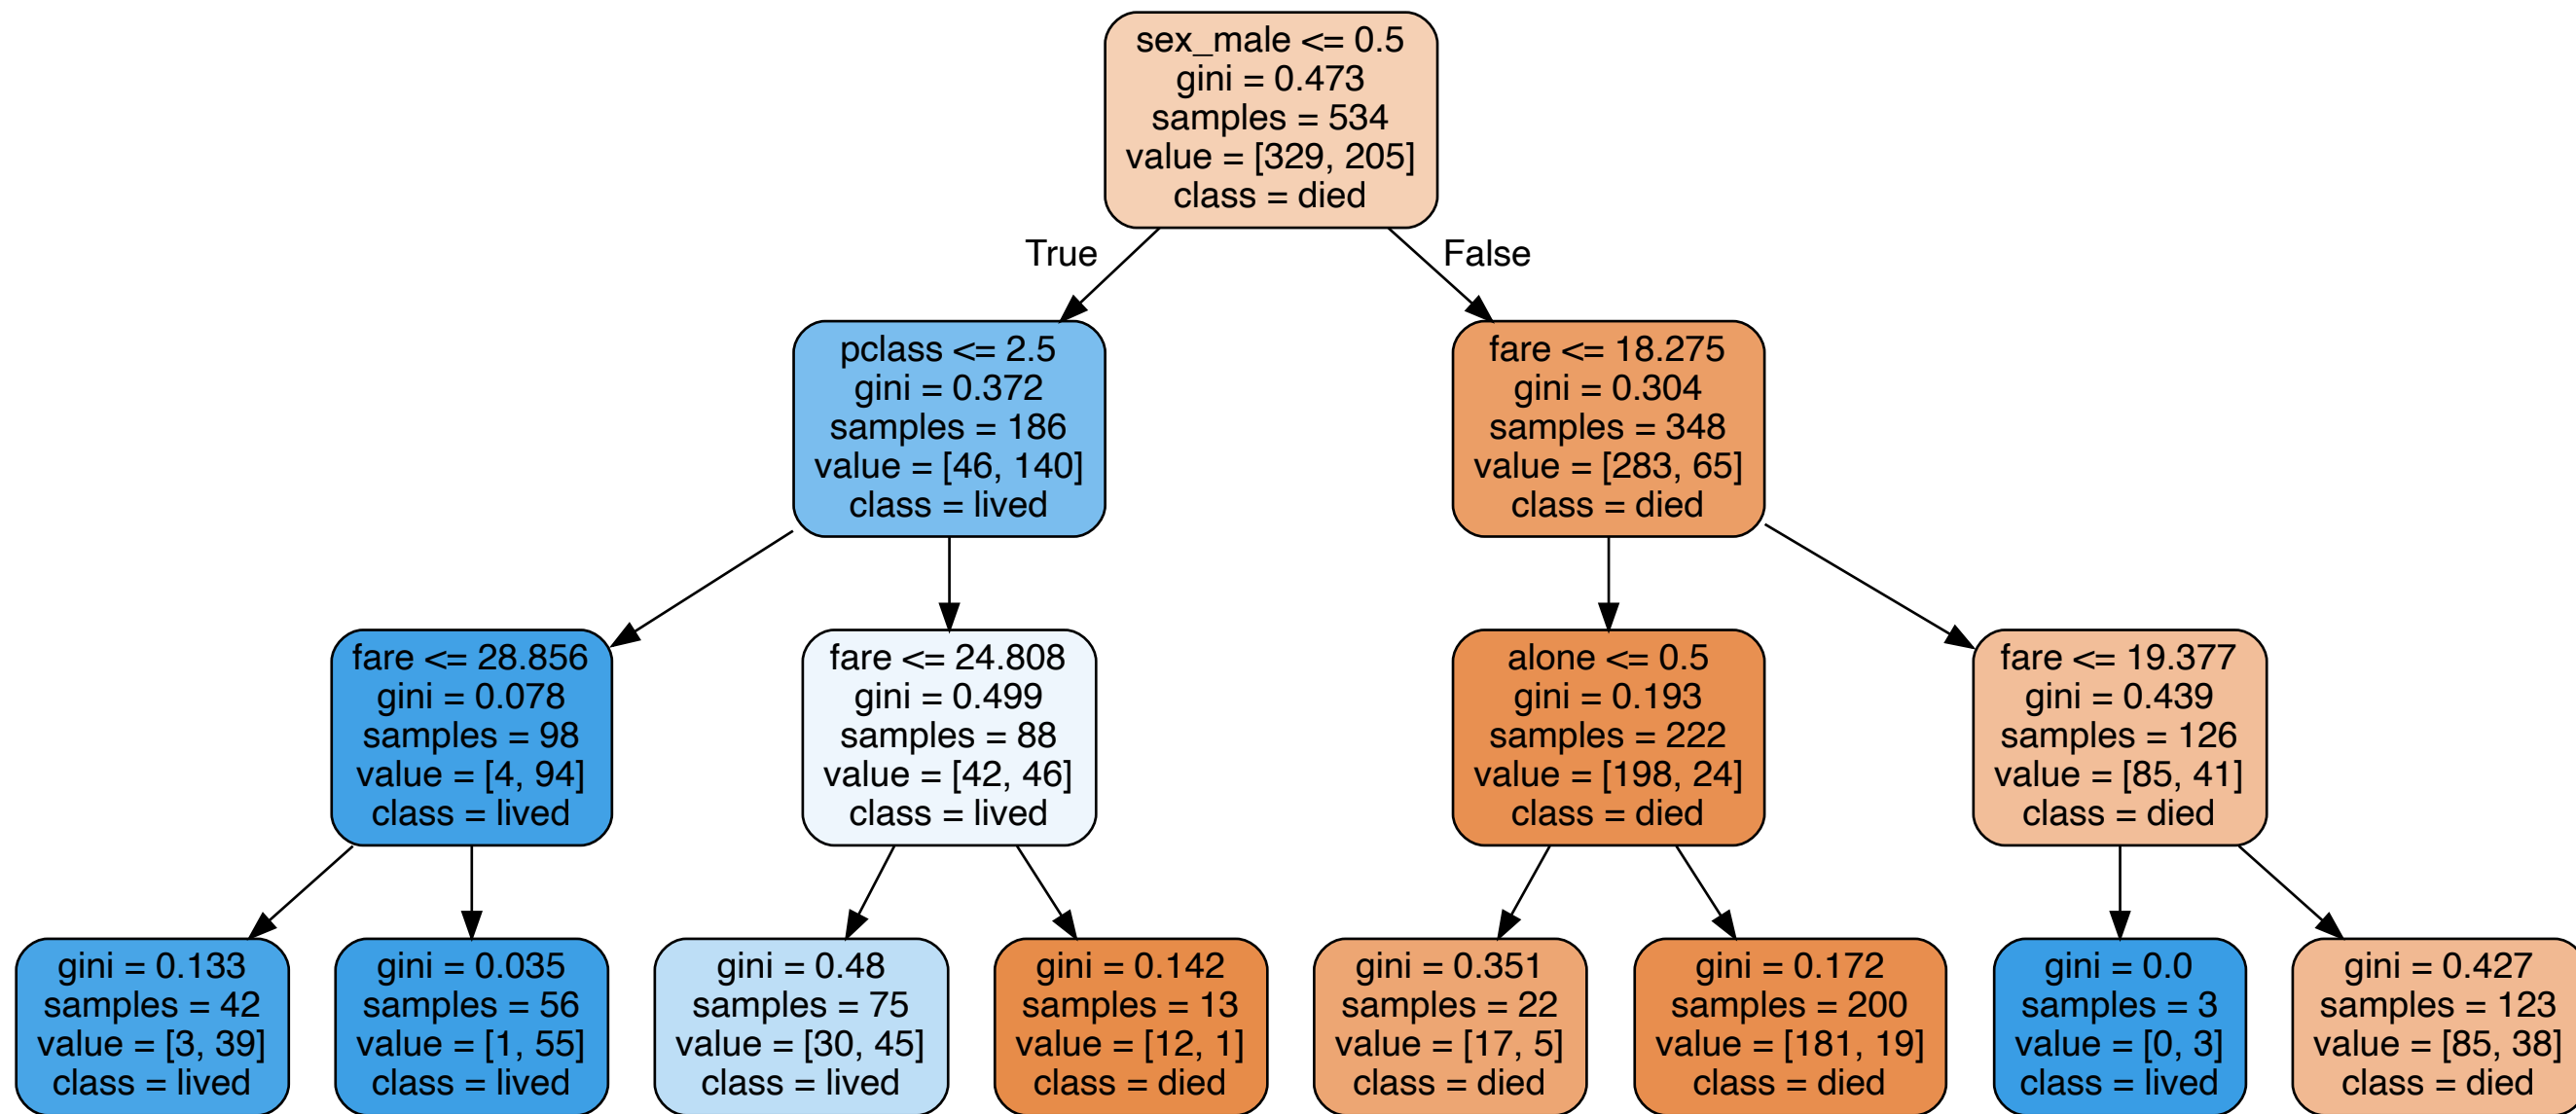 sex_male <= 0.5
gini = 0.473
samples = 534
value = [329, 205]
class = died
True
False
pclass <= 2.5
gini = 0.372
samples = 186
value = [46, 140]
class = lived
fare <= 18.275
gini = 0.304
samples = 348
value = [283, 65]
class = died
fare <= 28.856
gini = 0.078
samples = 98
value = [4, 94]
class = lived
fare <= 24.808
gini = 0.499
samples = 88
value = [42, 46]
class = lived
alone <= 0.5
gini = 0.193
samples = 222
value = [198, 24]
class = died
fare <= 19.377
gini = 0.439
samples = 126
value = [85, 41]
class = died
gini = 0.133
samples = 42
value = [3, 39]
class = lived
gini = 0.035
samples = 56
value = [1, 55]
class = lived
gini = 0.48
samples = 75
value = [30, 45]
class = lived
gini = 0.142
samples = 13
value = [12, 1]
class = died
gini = 0.351
samples = 22
value = [17, 5]
class = died
gini = 0.172
samples = 200
value = [181, 19]
class = died
gini = 0.0
samples = 3
value = [0, 3]
class = lived
gini = 0.427
samples = 123
value = [85, 38]
class = died